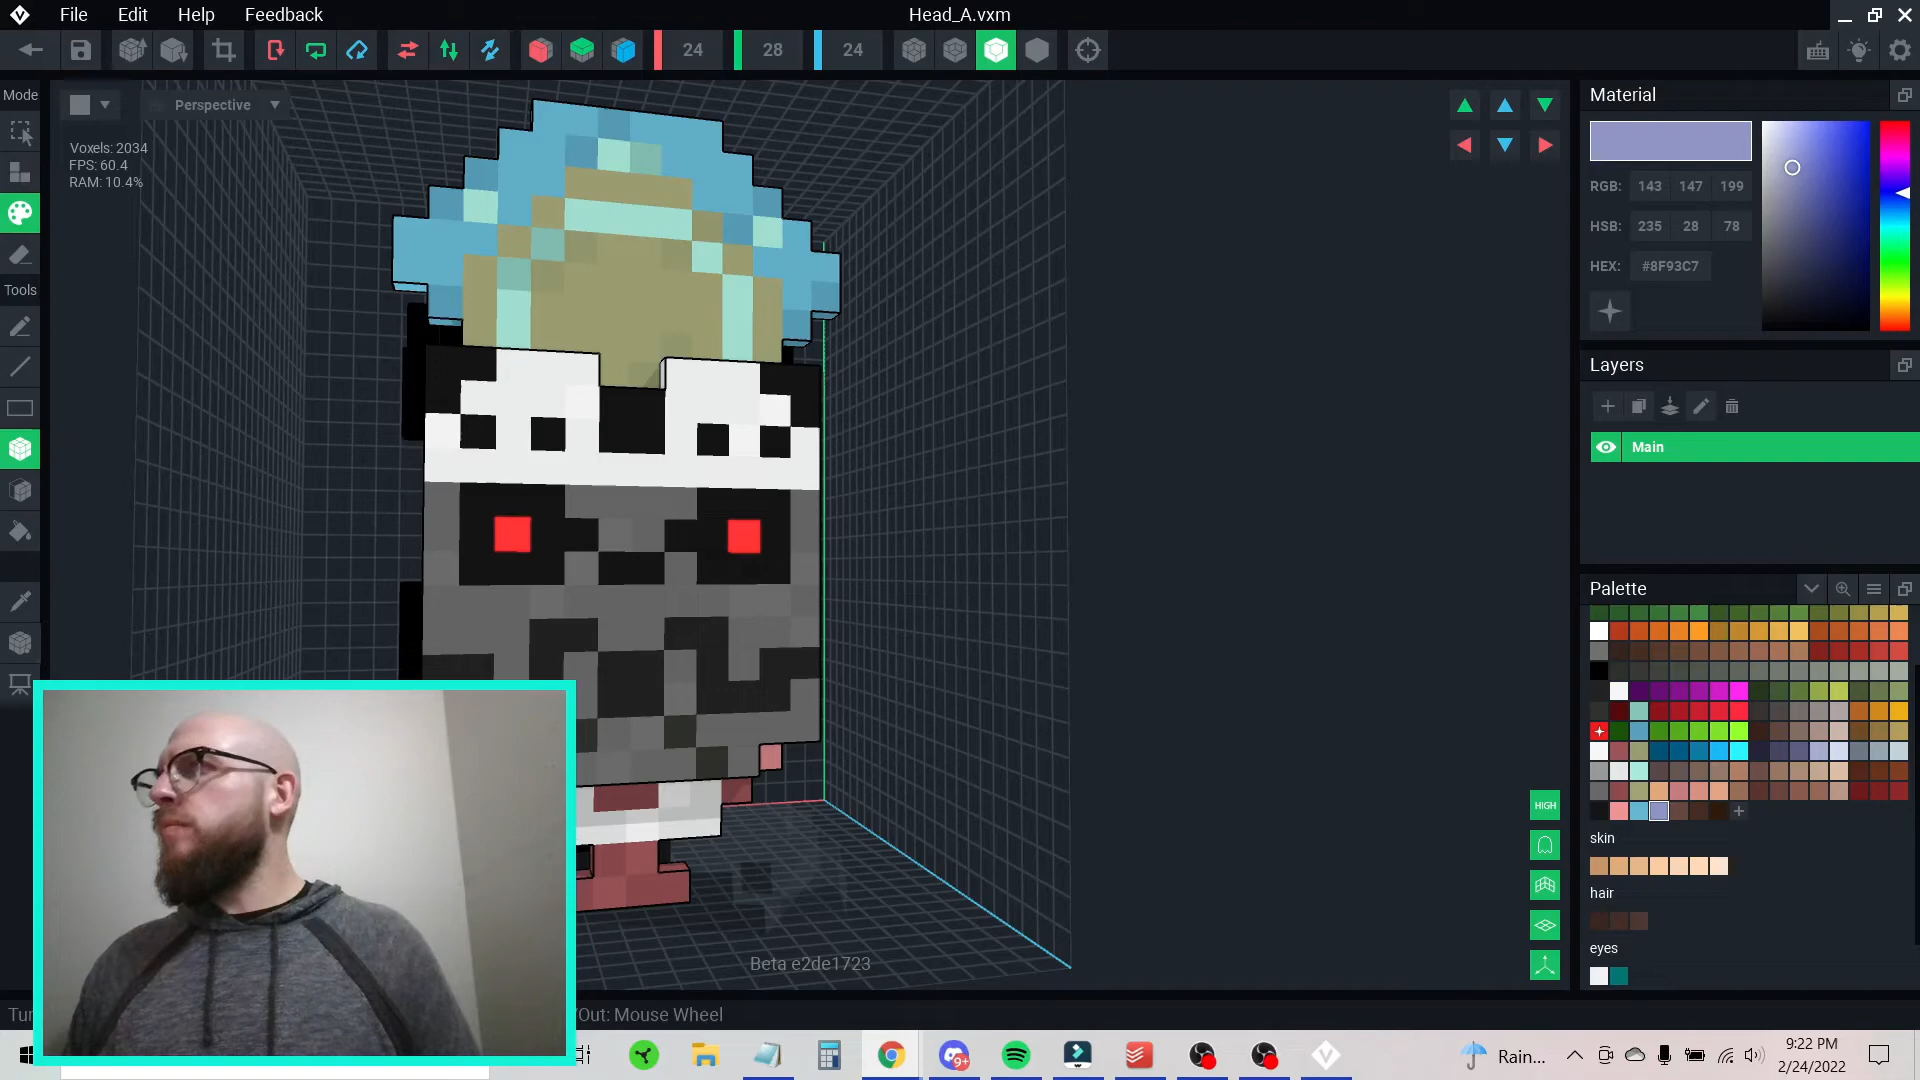 File Edit Help Feedback
Head_A.vxm
24 28 24
Mode
Perspective
Voxels: 2034
FPS: 60.4
RAM: 10.4%
Tools
Material
RGB: 143 147 199
HSB: 235 28 78
HEX: #8F93C7
Layers
Main
Palette
skin
hair
eyes
HIGH
Beta e2de1723
/Out: Mouse Wheel
9+
Rain...
9:22 PM
2/24/2022